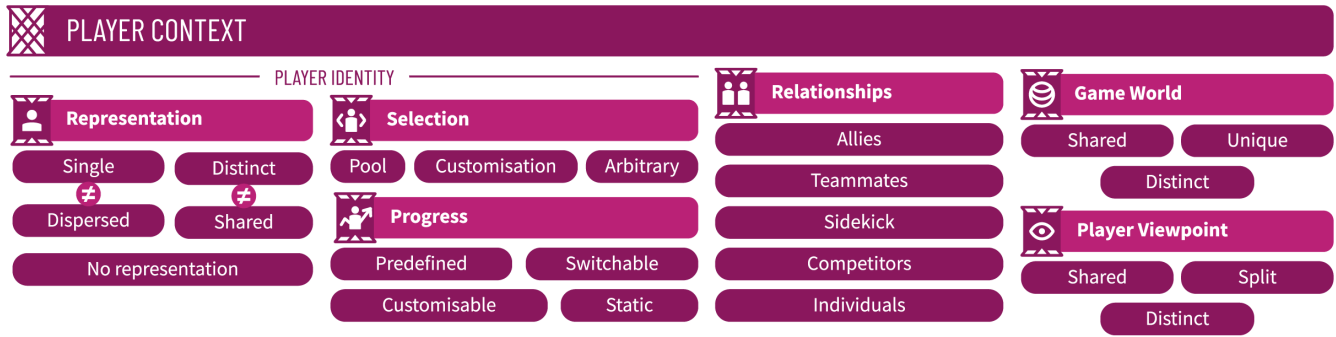 PLAYER CONTEXT
PLAYER IDENTITY
Representation
Single
Distinct
≠
≠
Dispersed
Shared
No representation
Selection
Pool
Customisation
Arbitrary
Progress
Predefined
Switchable
Customisable
Static
Relationships
Allies
Teammates
Sidekick
Competitors
Individuals
Game World
Shared
Unique
Distinct
Player Viewpoint
Shared
Split
Distinct